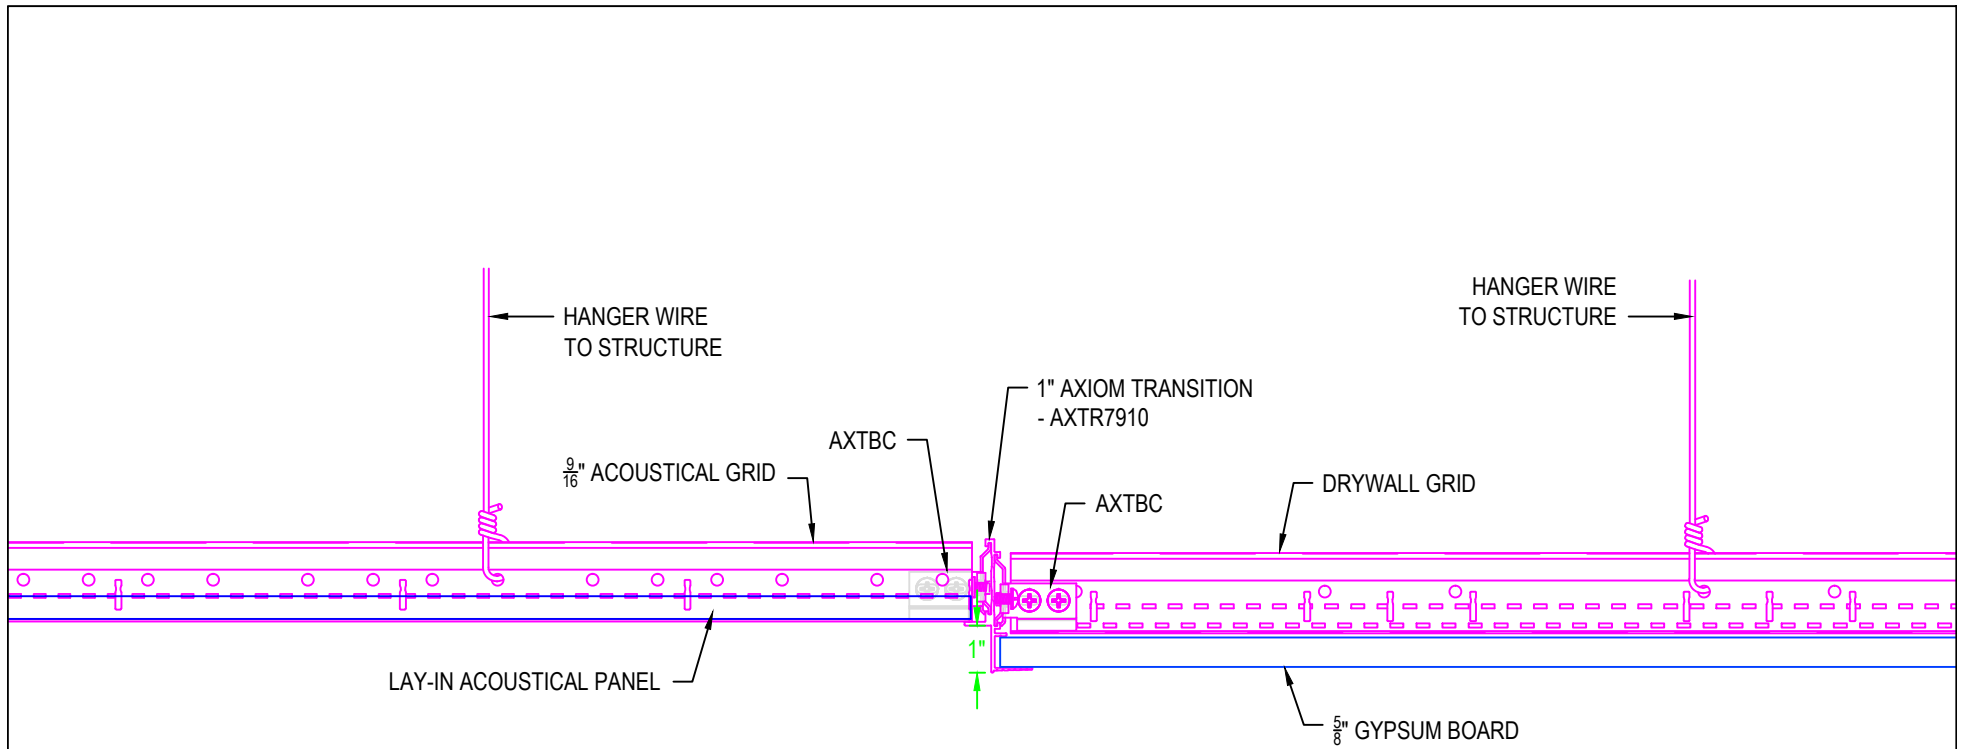 HANGER WIRE
TO STRUCTURE
HANGER WIRE
TO STRUCTURE
1" AXIOM TRANSITION
- AXTR7910
AXTBC
9/16" ACOUSTICAL GRID
DRYWALL GRID
AXTBC
1"
LAY-IN ACOUSTICAL PANEL
5/8" GYPSUM BOARD